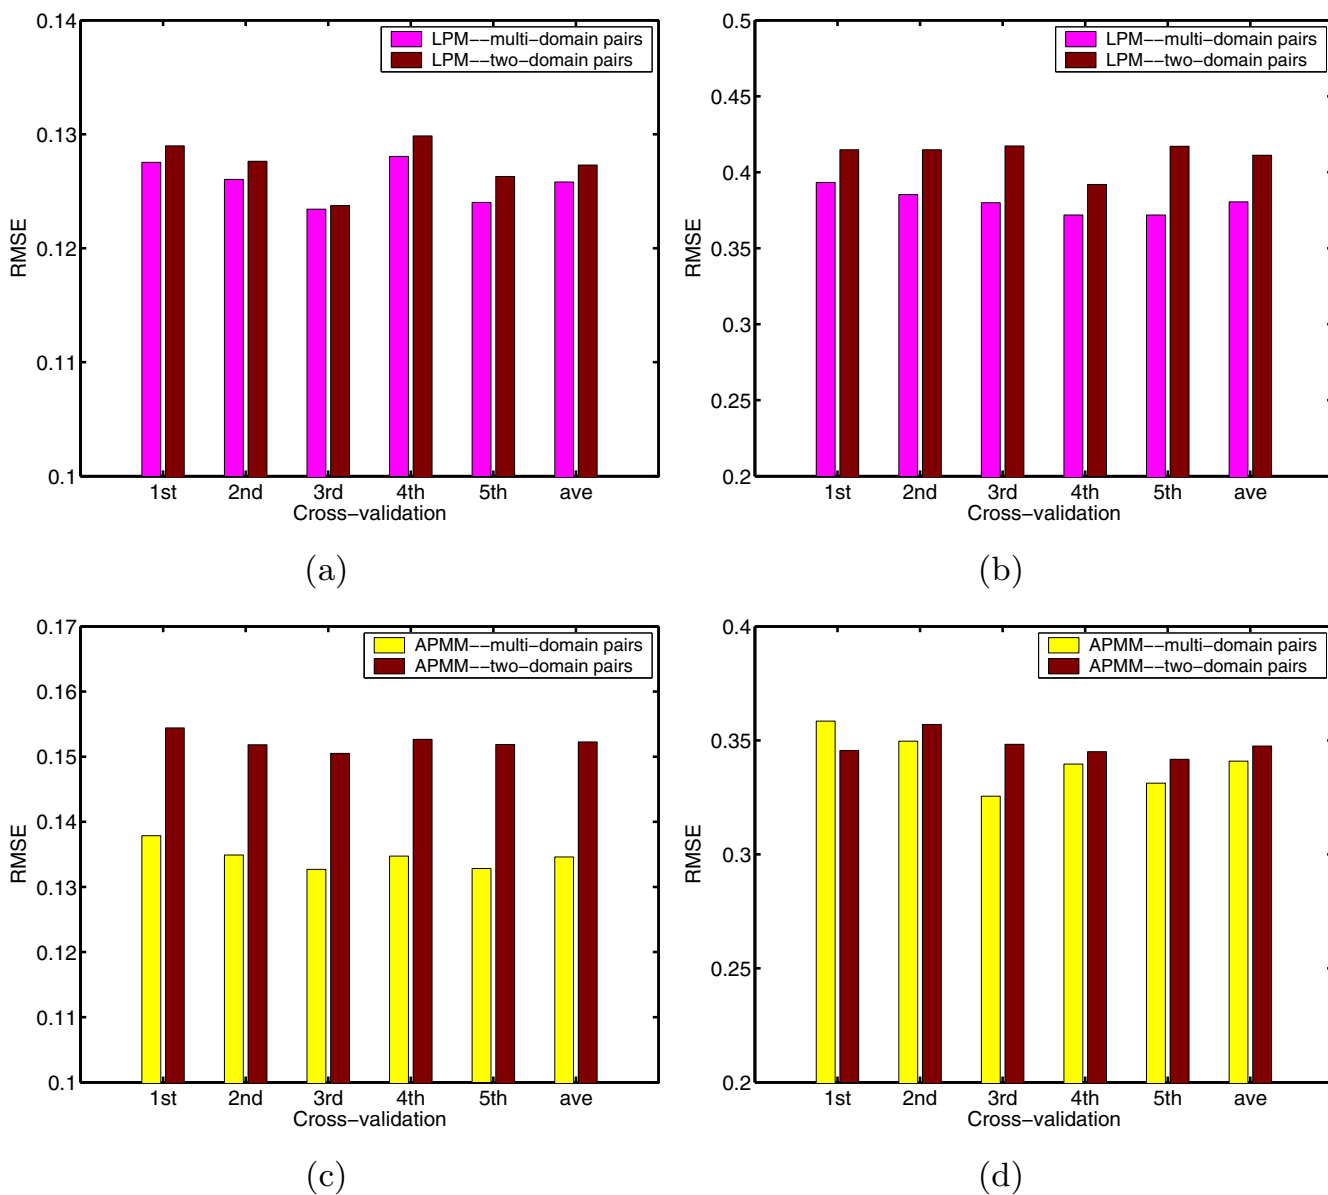 0.14
0.13
0.12
0.11
0.1
RMSE
LPM--multi-domain pairs
LPM--two-domain pairs
1st 2nd 3rd 4th 5th ave
Cross-validation
(a)
0.5
0.45
0.4
0.35
0.3
0.25
0.2
RMSE
LPM--multi-domain pairs
LPM--two-domain pairs
1st 2nd 3rd 4th 5th ave
Cross-validation
(b)
0.17
0.16
0.15
0.14
0.13
0.12
0.11
0.1
RMSE
APMM--multi-domain pairs
APMM--two-domain pairs
1st 2nd 3rd 4th 5th ave
Cross-validation
(c)
0.4
0.35
0.3
0.25
0.2
RMSE
APMM--multi-domain pairs
APMM--two-domain pairs
1st 2nd 3rd 4th 5th ave
Cross-validation
(d)